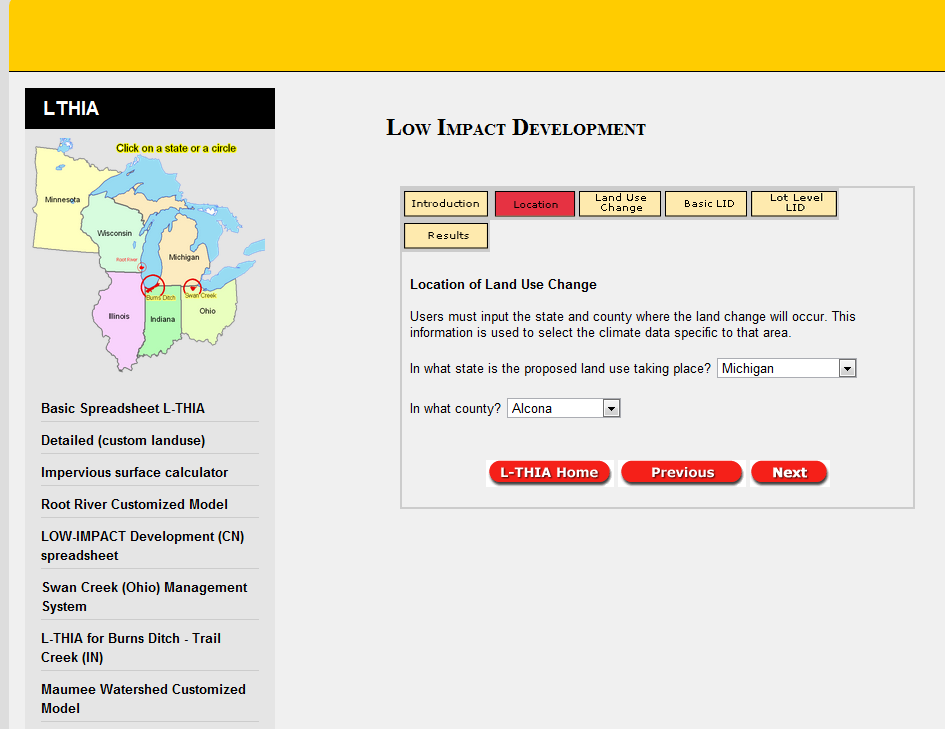 L THIA
Click on a state or a circle
Minnesota
Wisconsin
Root River
Michigan
Burns Ditch
Swan Creek
Illinois
Indiana
Ohio
Basic Spreadsheet L-THIA
Detailed (custom landuse)
Impervious surface calculator
Root River Customized Model
LOW-IMPACT Development (CN)
spreadsheet
Swan Creek (Ohio) Management
System
L-THIA for Burns Ditch - Trail
Creek (IN)
Maumee Watershed Customized
Model
LOW IMPACT DEVELOPMENT
Introduction
Location
Land Use
Change
Basic LID
Lot Level
LID
Results
Location of Land Use Change
Users must input the state and county where the land change will occur. This
information is used to select the climate data specific to that area.
In what state is the proposed land use taking place? Michigan
In what county? Alcona
L-THIA Home
Previous
Next